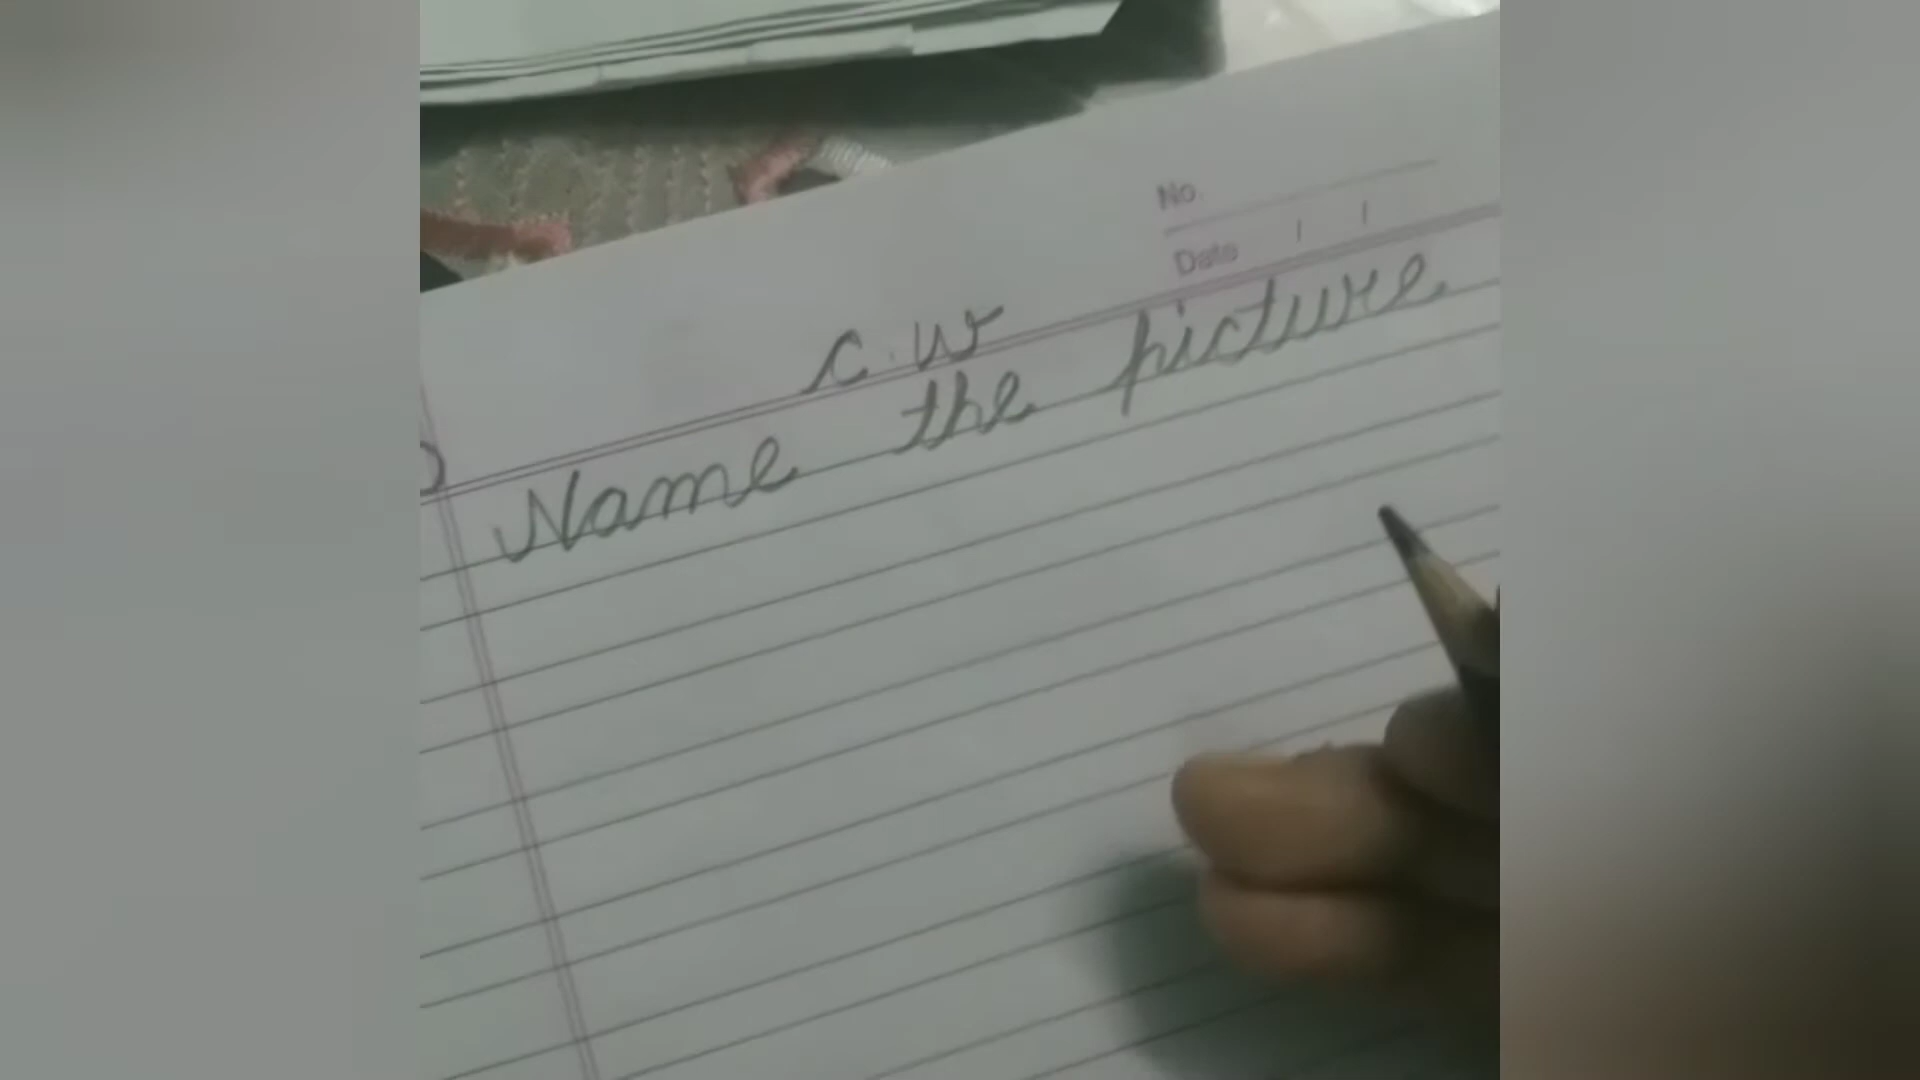 No.
Date / /
C.W
Name the picture.